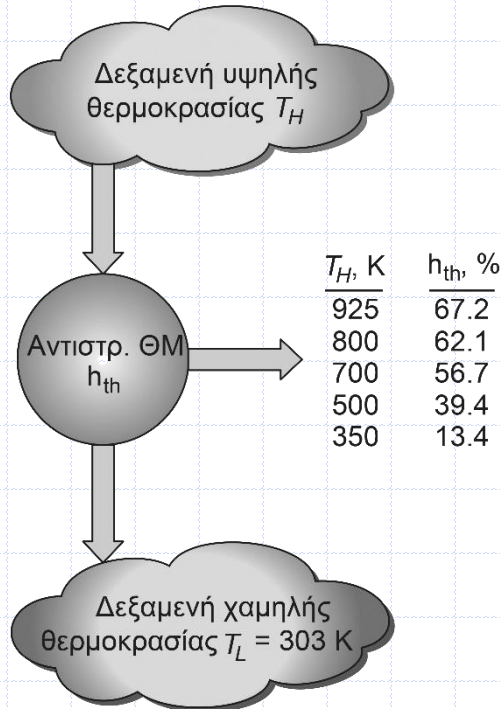 Δεξαμενή υψηλής
θερμοκρασίας T_H
T_H, K h_th, %
925 67.2
800 62.1
700 56.7
500 39.4
350 13.4
Αντιστρ. ΘΜ
h_th
Δεξαμενή χαμηλής
θερμοκρασίας T_L = 303 K